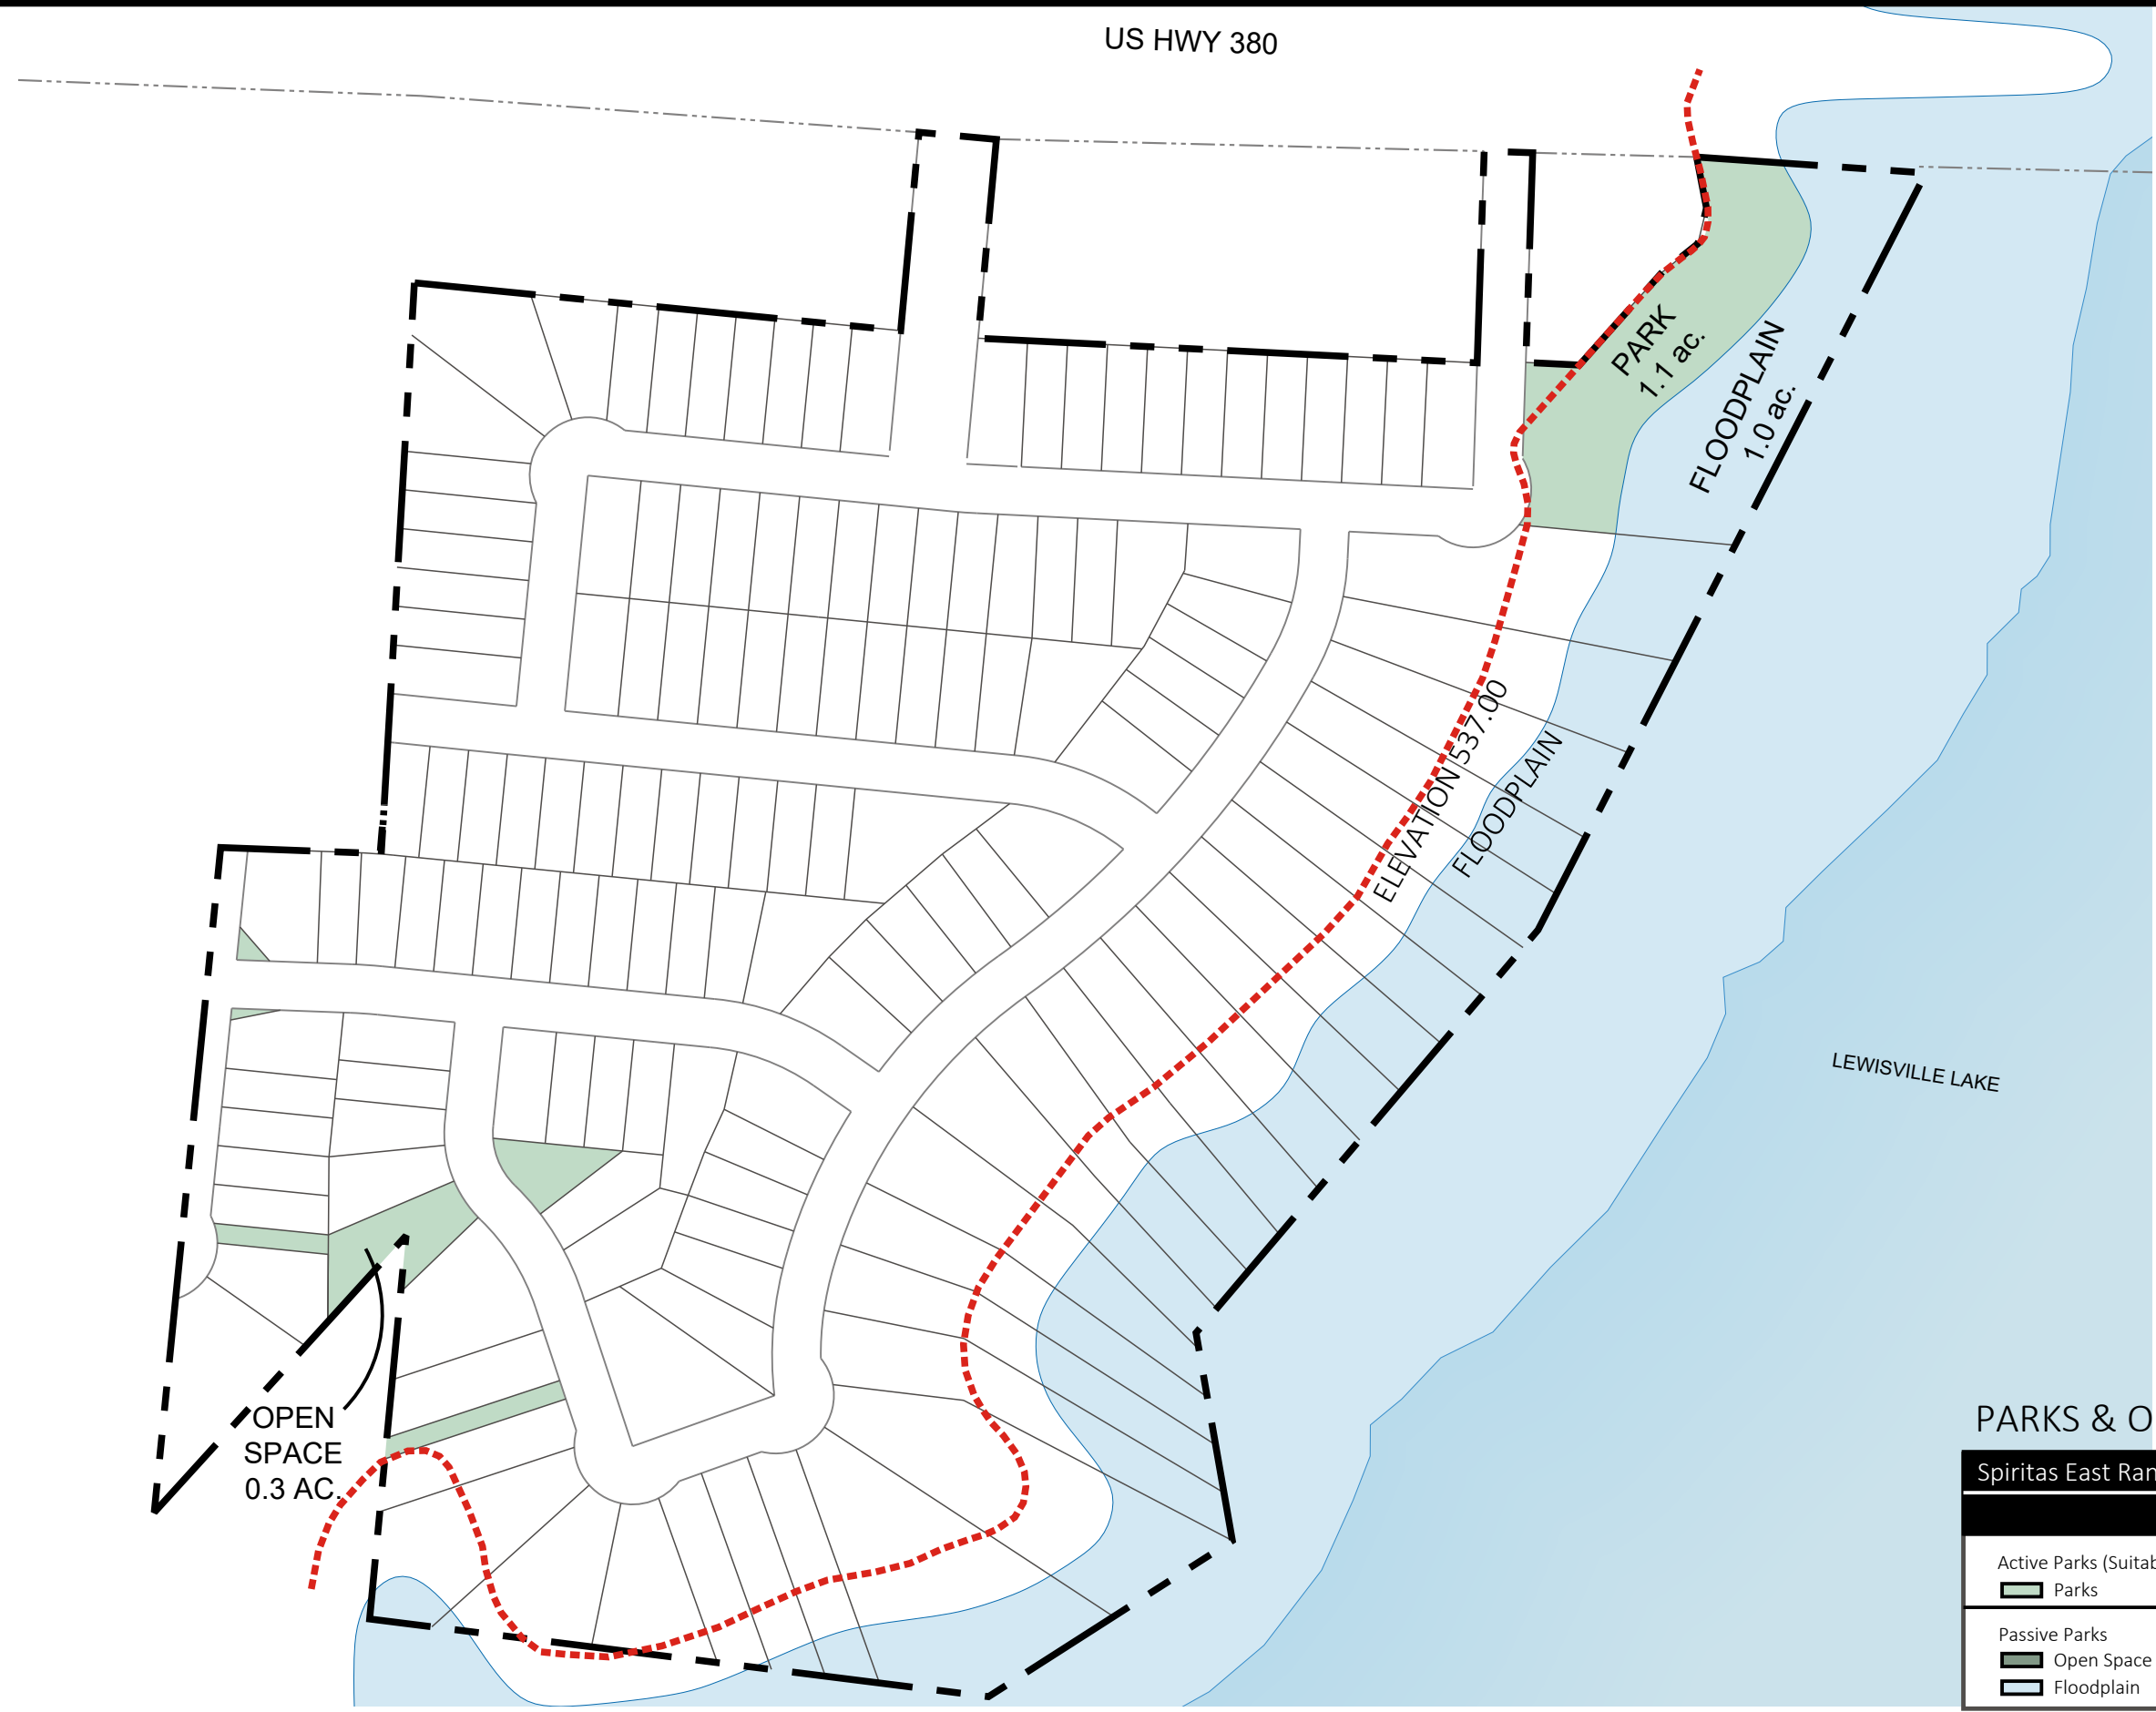 US HWY 380
PARK
1.1 ac.
FLOODPLAIN
1.0 ac.
ELEVATION 537.00
FLOODPLAIN
LEWISVILLE LAKE
OPEN
SPACE
0.3 AC.
PARKS & O
Spiritas East Ran
Active Parks (Suitab
Parks
Passive Parks
Open Space
Floodplain